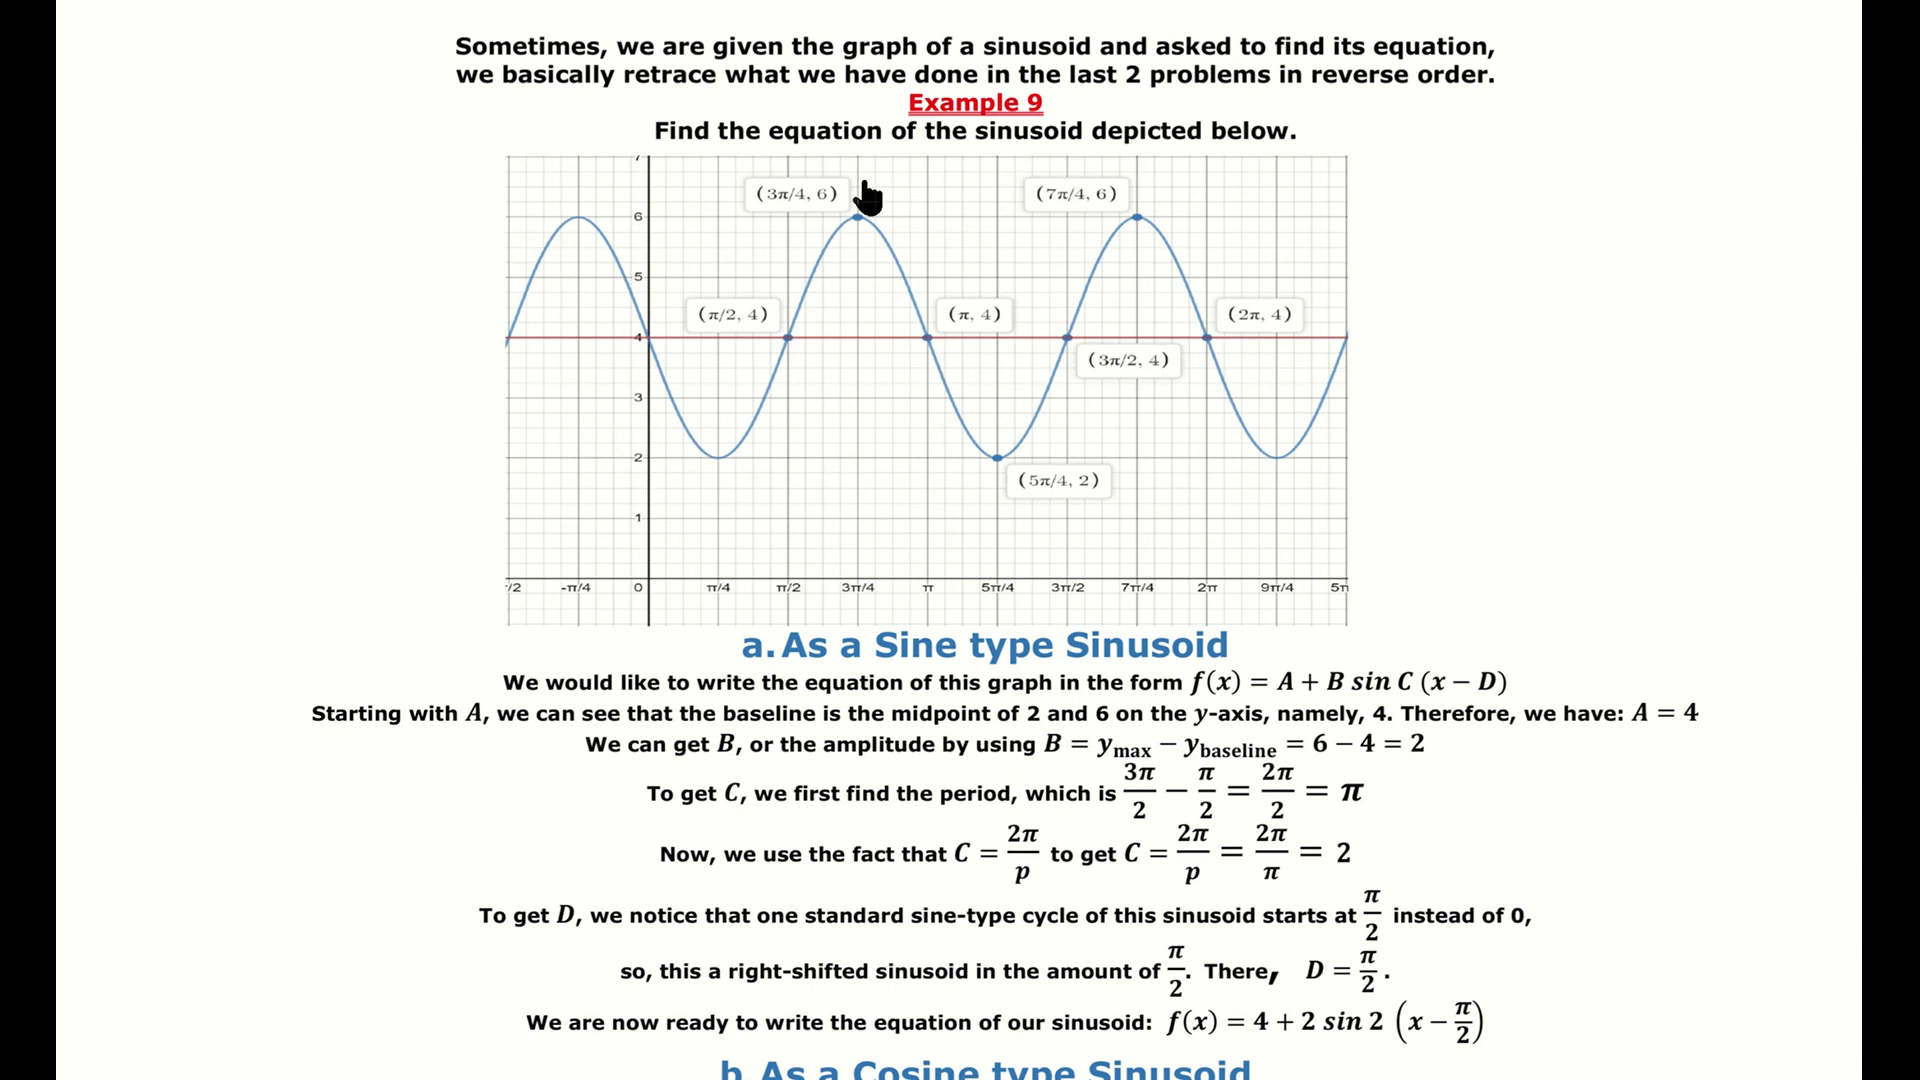 Sometimes, we are given the graph of a sinusoid and asked to find its equation,
we basically retrace what we have done in the last 2 problems in reverse order.
Example 9
Find the equation of the sinusoid depicted below.
7
(3π/4, 6)
(7π/4, 6)
6
5
(π/2, 4)
(π, 4)
(2π, 4)
4
(3π/2, 4)
3
2
(5π/4, 2)
1
/2 -π/4 0 π/4 π/2 3π/4 π 5π/4 3π/2 7π/4 2π 9π/4 5π
a. As a Sine type Sinusoid
We would like to write the equation of this graph in the form f(x) = A + B sin C (x − D)
Starting with A, we can see that the baseline is the midpoint of 2 and 6 on the y-axis, namely, 4. Therefore, we have: A = 4
We can get B, or the amplitude by using B = y_max − y_baseline = 6 − 4 = 2
To get C, we first find the period, which is 3π/2 − π/2 = 2π/2 = π
Now, we use the fact that C = 2π/p to get C = 2π/p = 2π/π = 2
To get D, we notice that one standard sine-type cycle of this sinusoid starts at π/2 instead of 0,
so, this a right-shifted sinusoid in the amount of π/2. There, D = π/2.
We are now ready to write the equation of our sinusoid: f(x) = 4 + 2 sin 2 (x − π/2)
b. As a Cosine type Sinusoid